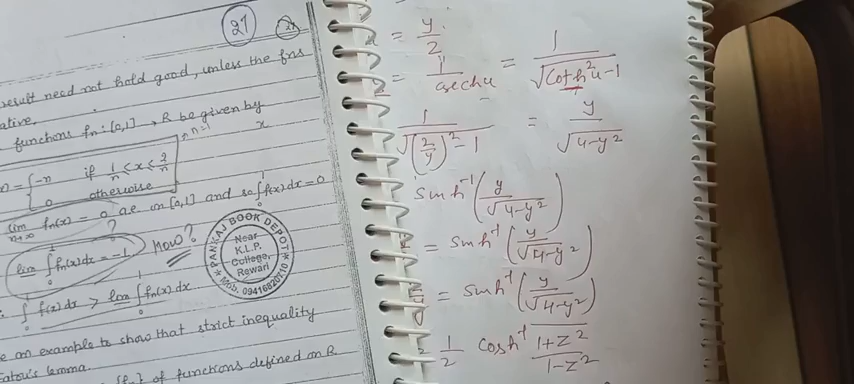 27
result need not hold good, unless the fns
ative.
functions fn: [0,1] → R be given by
n=1
x
= { -n if 1/n < x < 2/n
0 otherwise
lim n→∞ fn(x) = 0 a.e. on [0,1] and so ∫₀¹ f(x)dx = 0
?
lim ∫₀¹ fn(x)dx = -1 How?
∫₀¹ f(x)dx > lim ∫₀¹ fn(x)dx
an example to show that strict inequality
Fatou's lemma.
of functions defined on R.
PANKAJ BOOK DEPOT
Near
K.L.P.
College,
Rewari
= y/2
= 1/cosech u = 1/√(Coth²u-1)
1/√((2/y)²-1) = y/√(4-y²)
sinh⁻¹(y/√(4-y²))
= sinh⁻¹(y/√(4-y²))
= sinh⁻¹(y/√(4-y²))
1/2 cosh⁻¹ (1+z²)/(1-z²)